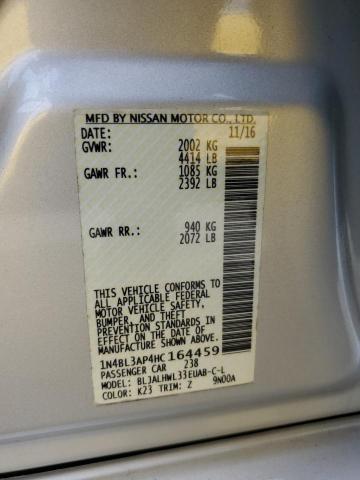 MFD BY NISSAN MOTOR CO., LTD.
DATE: 11/16
GVWR: 2002 KG
4414 LB
GAWR FR.: 1085 KG
2392 LB
GAWR RR.: 940 KG
2072 LB
THIS VEHICLE CONFORMS TO
ALL APPLICABLE FEDERAL
MOTOR VEHICLE SAFETY,
BUMPER, AND THEFT
PREVENTION STANDARDS IN
EFFECT ON THE DATE OF
MANUFACTURE SHOWN ABOVE.
1N4BL3AP4HC164459
PASSENGER CAR 238
MODEL: BLJALHWL33EUAB-C-L
COLOR: K23 TRIM: Z 9N00A